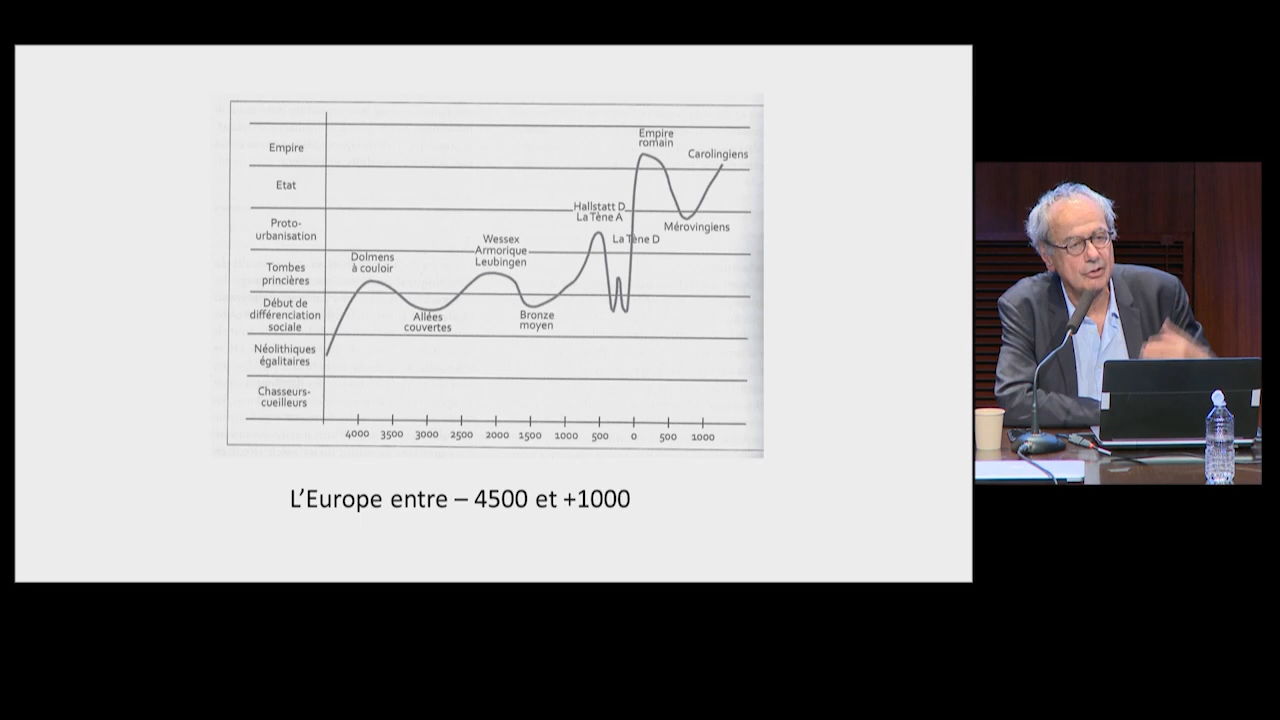 Empire
romain
Empire
Carolingiens
Etat
Hallstatt D
La Tène A
Proto-
urbanisation
Mérovingiens
La Tène D
Wessex
Armorique
Leubingen
Dolmens
à couloir
Tombes
princières
Début de
différenciation
sociale
Allées
couvertes
Bronze
moyen
Néolithiques
égalitaires
Chasseurs-
cueilleurs
4000 3500 3000 2500 2000 1500 1000 500 0 500 1000
L’Europe entre – 4500 et +1000